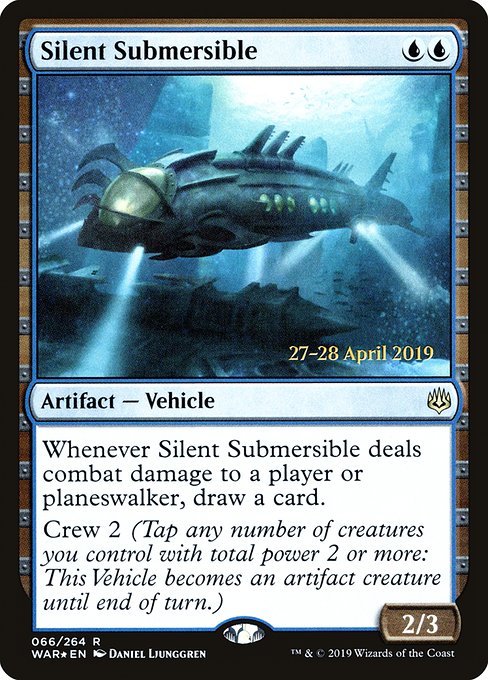 Silent Submersible
27–28 April 2019
Artifact — Vehicle
Whenever Silent Submersible deals
combat damage to a player or
planeswalker, draw a card.
Crew 2 (Tap any number of creatures
you control with total power 2 or more:
This Vehicle becomes an artifact creature
until end of turn.)
2/3
066/264 R
WAR★EN Daniel Ljunggren
™ & © 2019 Wizards of the Coast